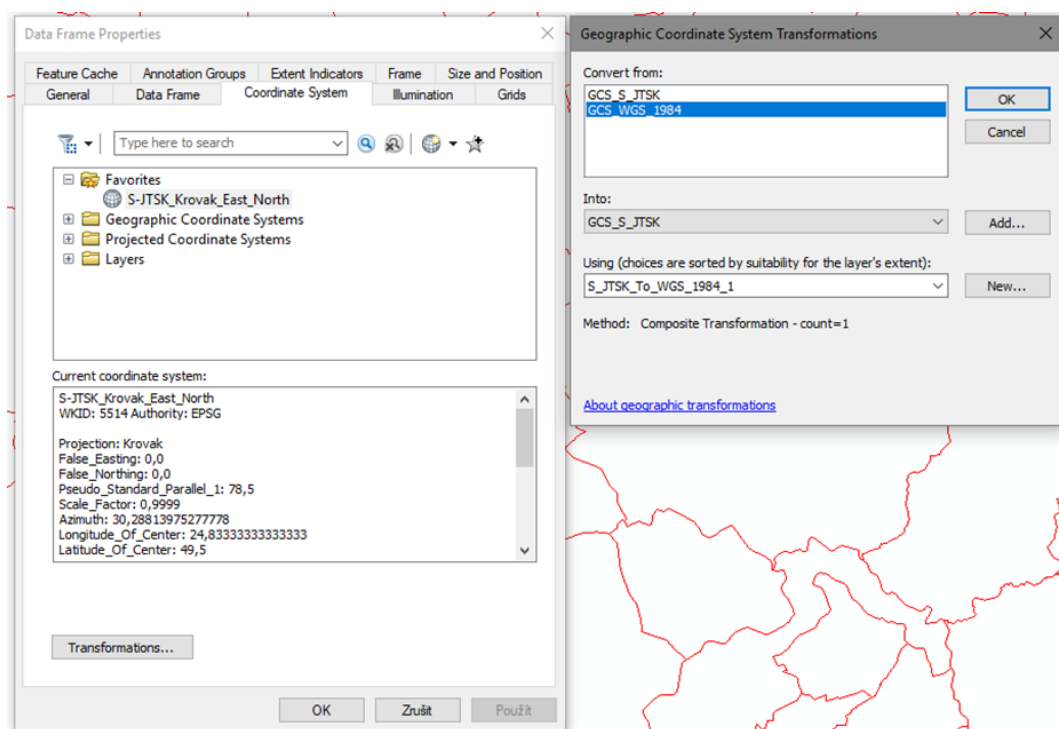 Data Frame Properties
Feature Cache Annotation Groups Extent Indicators Frame Size and Position
General Data Frame Coordinate System Illumination Grids
Type here to search
Favorites
S-JTSK_Krovak_East_North
Geographic Coordinate Systems
Projected Coordinate Systems
Layers
Current coordinate system:
S-JTSK_Krovak_East_North
WKID: 5514 Authority: EPSG
Projection: Krovak
False_Easting: 0,0
False_Northing: 0,0
Pseudo_Standard_Parallel_1: 78,5
Scale_Factor: 0,9999
Azimuth: 30,28813975277778
Longitude_Of_Center: 24,83333333333333
Latitude_Of_Center: 49,5
Transformations...
OK Zrušit Použít
Geographic Coordinate System Transformations
Convert from:
GCS_S_JTSK
GCS_WGS_1984
OK
Cancel
Into:
GCS_S_JTSK
Add...
Using (choices are sorted by suitability for the layer's extent):
S_JTSK_To_WGS_1984_1
New...
Method: Composite Transformation - count=1
About geographic transformations